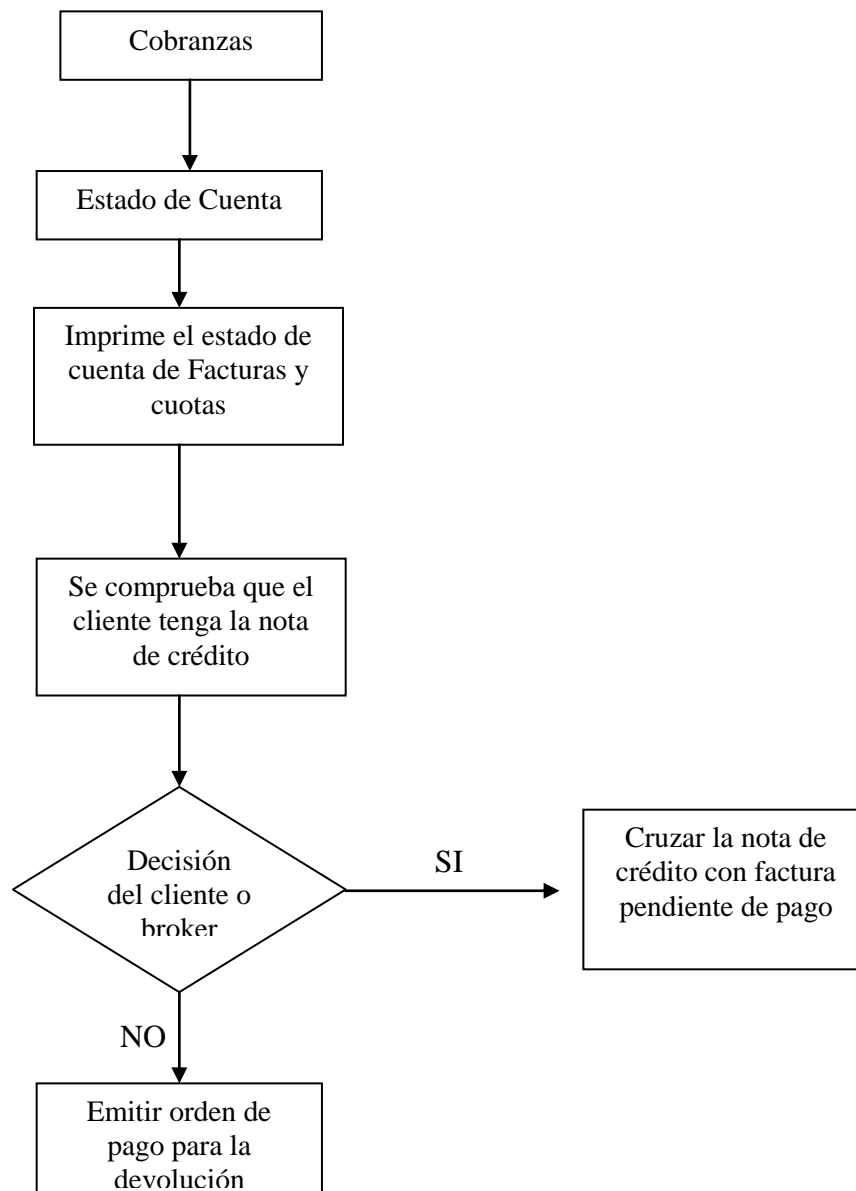 Cobranzas
Estado de Cuenta
Imprime el estado de
cuenta de Facturas y
cuotas
Se comprueba que el
cliente tenga la nota
de crédito
Decisión
del cliente o
broker
SI
Cruzar la nota de
crédito con factura
pendiente de pago
NO
Emitir orden de
pago para la
devolución